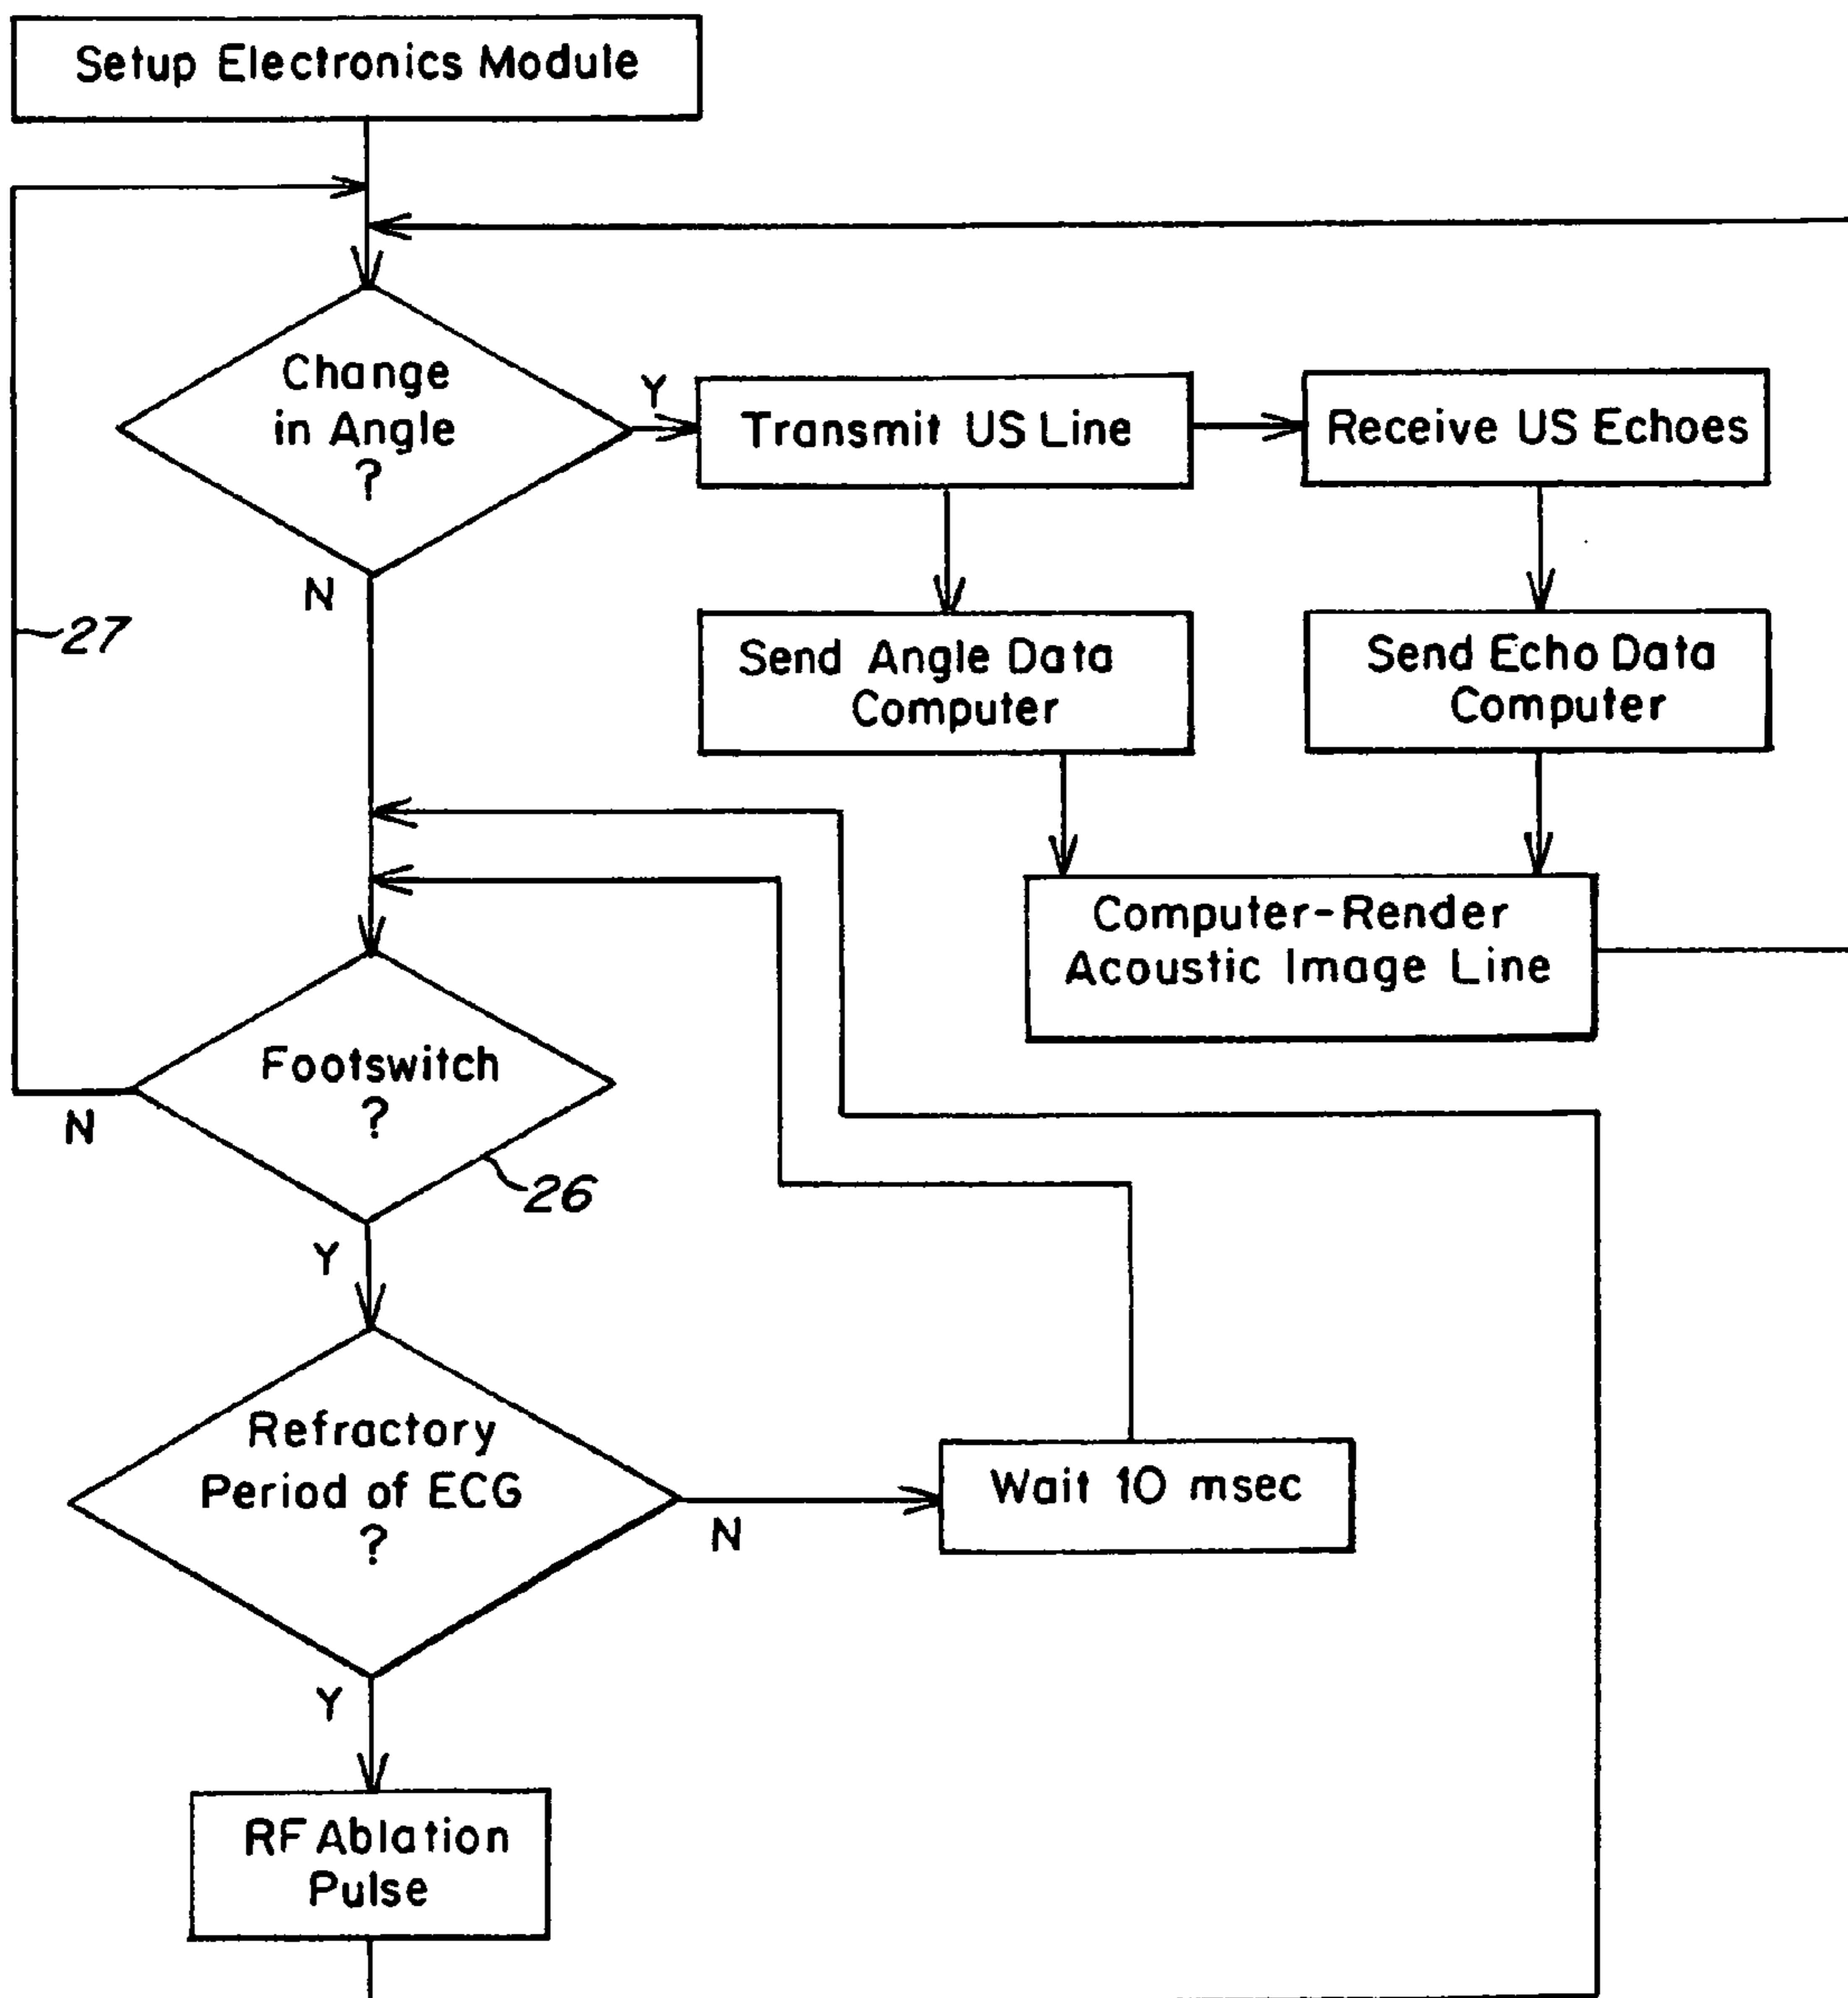 Setup Electronics Module
Change
in Angle
?
Y
Transmit US Line
Receive US Echoes
N
27
Send Angle Data
Computer
Send Echo Data
Computer
Computer-Render
Acoustic Image Line
Footswitch
?
N
26
Y
Refractory
Period of ECG
?
N
Wait 10 msec
Y
RF Ablation
Pulse